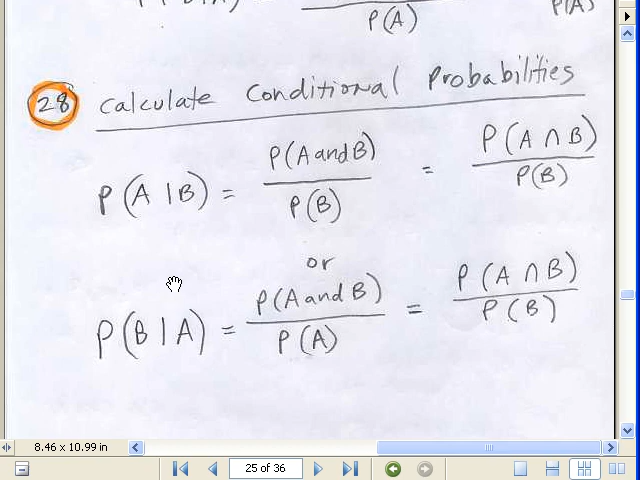 P(A)
P(A)
28 Calculate Conditional Probabilities
P(A|B) = P(A and B) / P(B) = P(A ∩ B) / P(B)
or
P(B|A) = P(A and B) / P(A) = P(A ∩ B) / P(B)
8.46 x 10.99 in
25 of 36